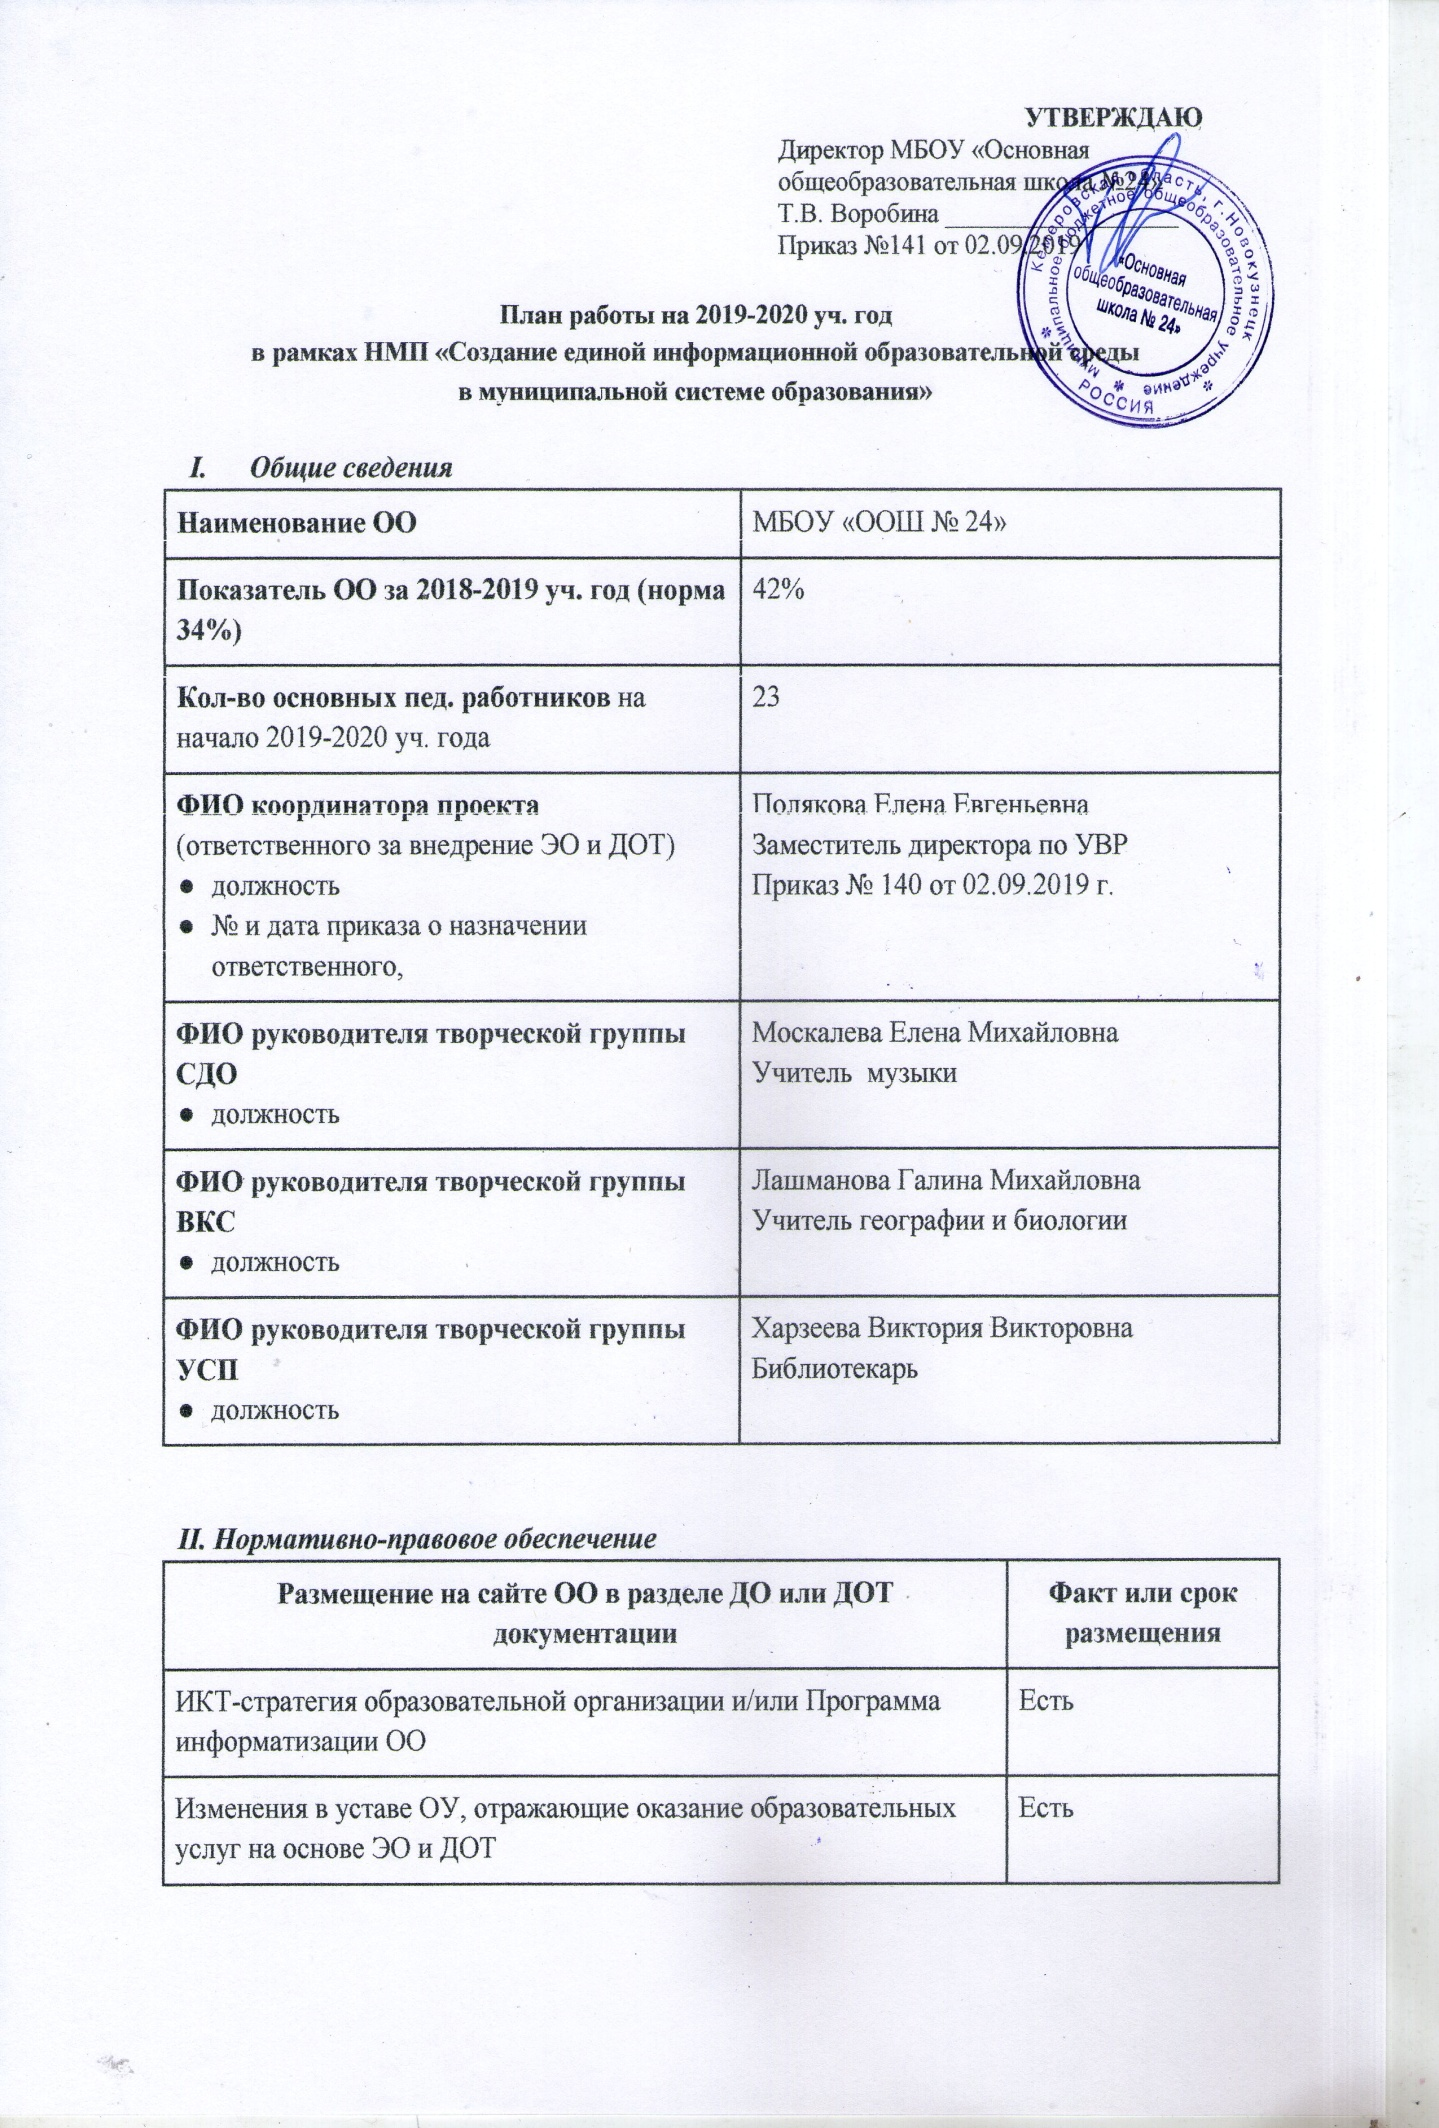 УТВЕРЖДАЮ
Директор МБОУ «Основная
общеобразовательная школа №24»
Т.В. Воробина
Приказ №141 от 02.09.2019
Кемеровская область, г.Новокузнецк
муниципальное бюджетное общеобразовательное учреждение
РОССИЯ
«Основная
общеобразовательная
школа № 24»
План работы на 2019-2020 уч. год
в рамках НМП «Создание единой информационной образовательной среды
в муниципальной системе образования»
I. Общие сведения
Наименование ОО
МБОУ «ООШ № 24»
Показатель ОО за 2018-2019 уч. год (норма
34%)
42%
Кол-во основных пед. работников на
начало 2019-2020 уч. года
23
ФИО координатора проекта
(ответственного за внедрение ЭО и ДОТ)
● должность
● № и дата приказа о назначении
ответственного,
Полякова Елена Евгеньевна
Заместитель директора по УВР
Приказ № 140 от 02.09.2019 г.
ФИО руководителя творческой группы
СДО
● должность
Москалева Елена Михайловна
Учитель музыки
ФИО руководителя творческой группы
ВКС
● должность
Лашманова Галина Михайловна
Учитель географии и биологии
ФИО руководителя творческой группы
УСП
● должность
Харзеева Виктория Викторовна
Библиотекарь
II. Нормативно-правовое обеспечение
Размещение на сайте ОО в разделе ДО или ДОТ
документации
Факт или срок
размещения
ИКТ-стратегия образовательной организации и/или Программа
информатизации ОО
Есть
Изменения в уставе ОУ, отражающие оказание образовательных
услуг на основе ЭО и ДОТ
Есть